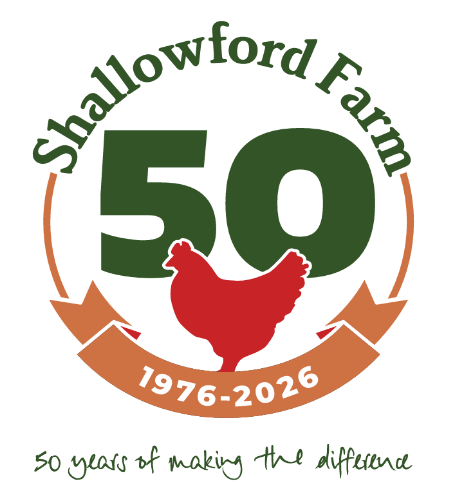 Shallowford Farm
50
1976-2026
50 years of making the difference